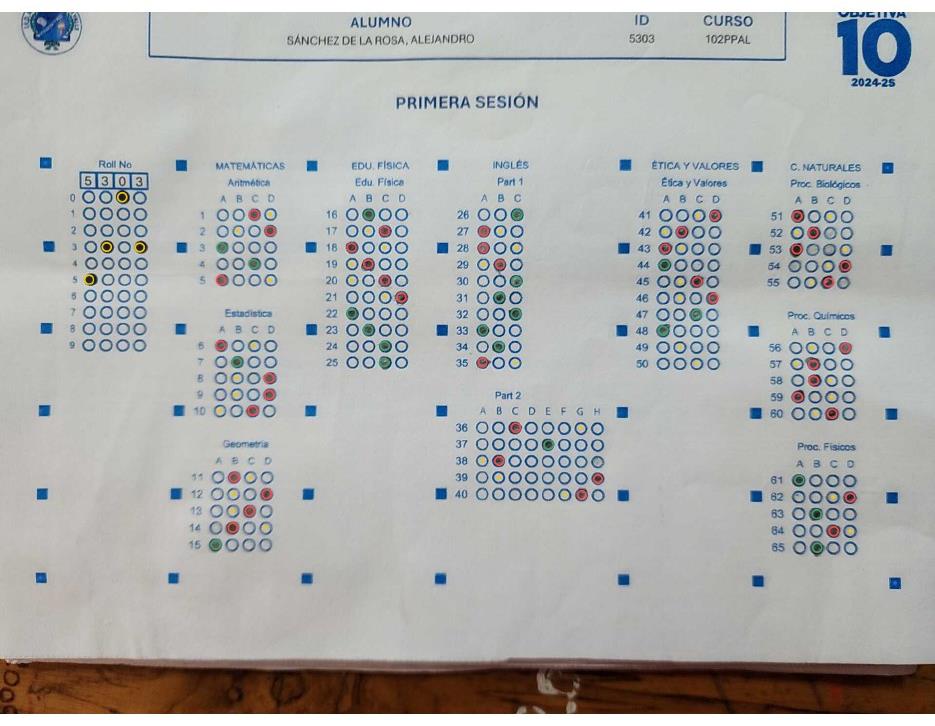 ALUMNO ID CURSO
SÁNCHEZ DE LA ROSA, ALEJANDRO 5303 102PPAL
OBJETIVA
10
2024-2S
PRIMERA SESIÓN
Roll No
5 3 0 3
0
1
2
3
4
5
6
7
8
9
MATEMÁTICAS
Aritmética
A B C D
1
2
3
4
5
Estadística
A B C D
6
7
8
9
10
Geometría
A B C D
11
12
13
14
15
EDU. FÍSICA
Edu. Física
A B C D
16
17
18
19
20
21
22
23
24
25
INGLÉS
Part 1
A B C
26
27
28
29
30
31
32
33
34
35
Part 2
A B C D E F G H
36
37
38
39
40
ÉTICA Y VALORES
Ética y Valores
A B C D
41
42
43
44
45
46
47
48
49
50
C. NATURALES
Proc. Biológicos
A B C D
51
52
53
54
55
Proc. Químicos
A B C D
56
57
58
59
60
Proc. Físicos
A B C D
61
62
63
64
65